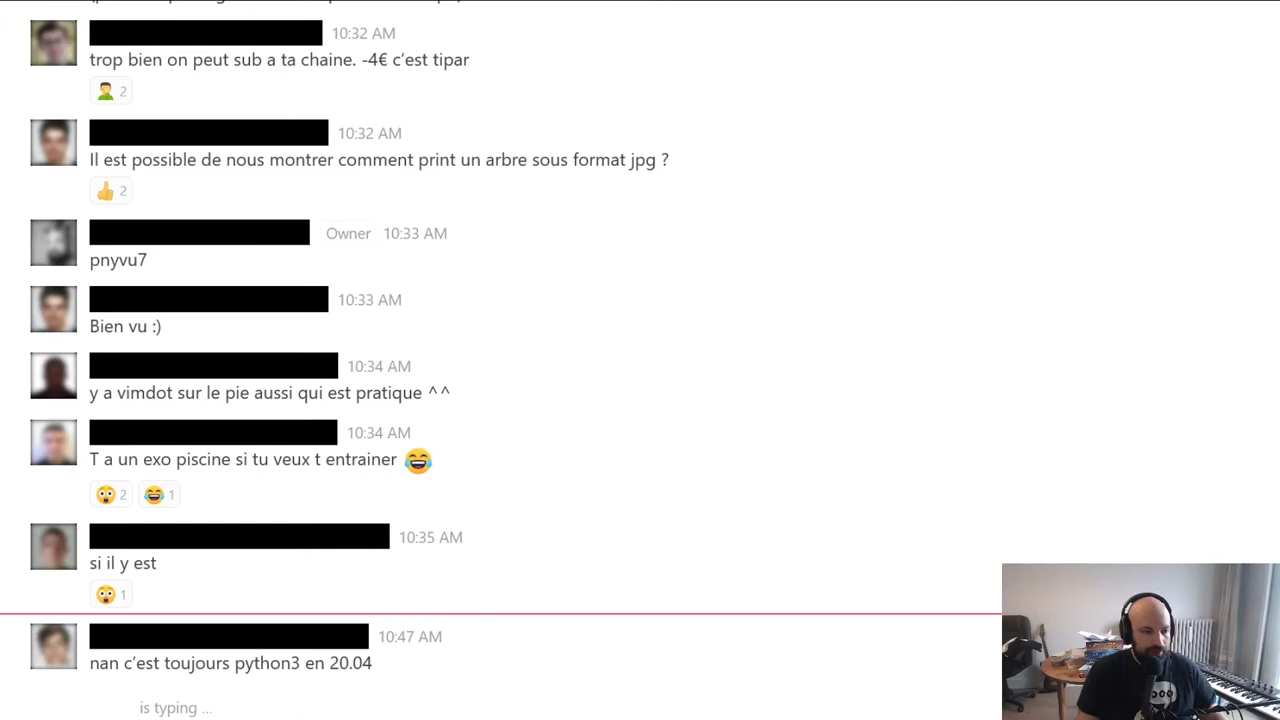 10:32 AM
trop bien on peut sub a ta chaine. -4€ c'est tipar
2
10:32 AM
Il est possible de nous montrer comment print un arbre sous format jpg ?
2
Owner 10:33 AM
pnyvu7
10:33 AM
Bien vu :)
10:34 AM
y a vimdot sur le pie aussi qui est pratique ^^
10:34 AM
T a un exo piscine si tu veux t entrainer 😂
2 1
10:35 AM
si il y est
1
10:47 AM
nan c'est toujours python3 en 20.04
is typing ...